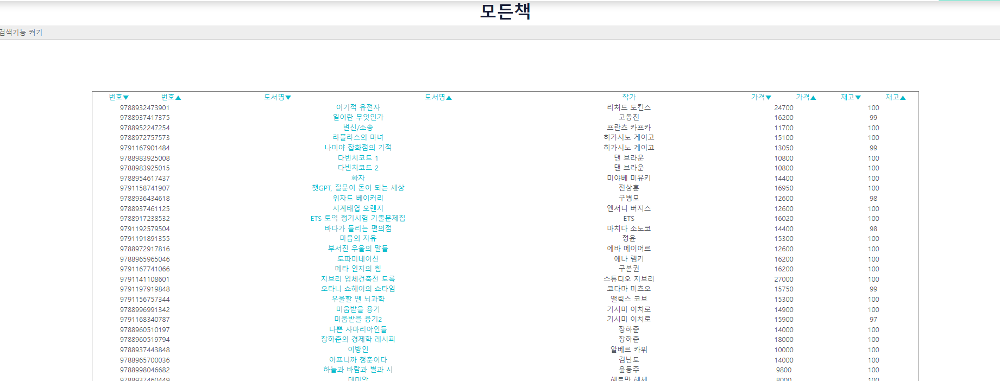 모든책
검색기능 켜기
번호▼ 번호▲ 도서명▼ 도서명▲ 작가 가격▼ 가격▲ 재고▼ 재고▲
9788932473901 이기적 유전자 리처드 도킨스 24700 100
9788937417375 일이란 무엇인가 고동진 16200 99
9788952247254 변신/소송 프란츠 카프카 11700 100
9788972757573 라플라스의 마녀 히가시노 게이고 15100 100
9791167901484 나미야 잡화점의 기적 히가시노 게이고 13050 99
9788983925008 다빈치코드 1 댄 브라운 10800 100
9788983925015 다빈치코드 2 댄 브라운 10800 100
9788954617437 화차 미야베 미유키 14400 100
9791158741907 챗GPT, 질문이 돈이 되는 세상 전상훈 16950 100
9788936434618 위자드 베이커리 구병모 12600 98
9788937461125 시계태엽 오렌지 앤서니 버지스 12600 100
9788917238532 ETS 토익 정기시험 기출문제집 ETS 16020 100
9791192579504 바다가 들리는 편의점 마치다 소노코 14400 98
9791191891355 마음의 자유 정윤 15300 100
9788972917816 부서진 우울의 말들 에바 메이어르 12600 100
9788965965046 도파미네이션 애나 렘키 16200 100
9791167741066 메타 인지의 힘 구본권 16200 100
9791141108601 지브리 입체건축전 도록 스튜디오 지브리 27000 100
9791197919848 오타니 쇼헤이의 쇼타임 코다마 미츠오 15750 99
9791156757344 우울할 땐 뇌과학 앨릭스 코브 15300 100
9788996991342 미움받을 용기 기시미 이치로 14900 100
9791168340787 미움받을 용기2 기시미 이치로 15900 97
9788960510197 나쁜 사마리아인들 장하준 14000 100
9788960519794 장하준의 경제학 레시피 장하준 18000 100
9788937443848 이방인 알베르 카뮈 10000 100
9788965700036 아프니까 청춘이다 김난도 14000 100
9788998046682 하늘과 바람과 별과 시 윤동주 9800 100
9788937460449 데미안 헤르만 헤세 8000 100